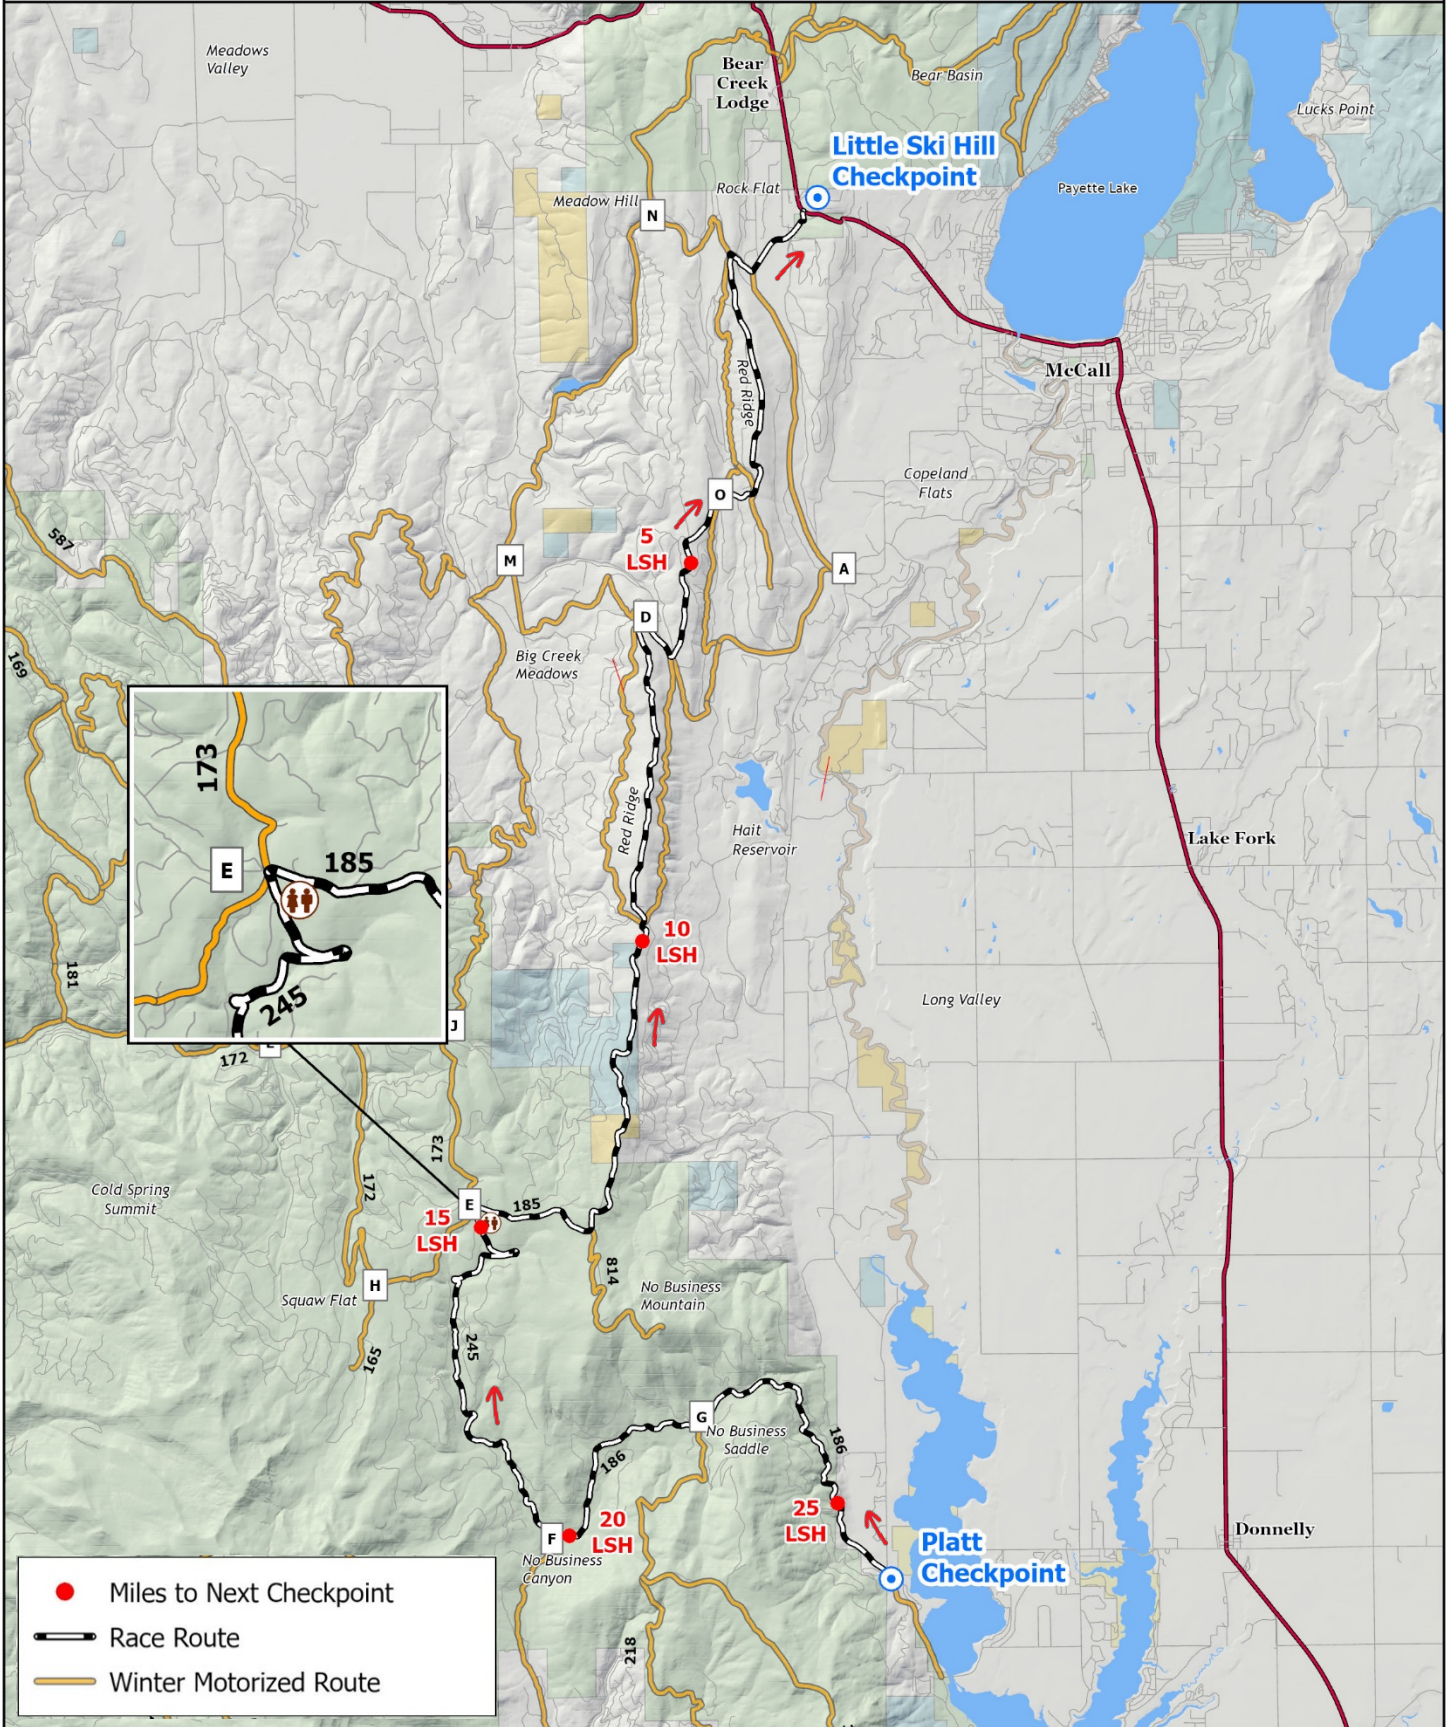 Meadows
Valley
Bear
Creek
Lodge
Bear Basin
Lucks Point
Little Ski Hill
Checkpoint
Payette Lake
Rock Flat
Meadow Hill
N
McCall
Red Ridge
Copeland
Flats
O
587
5
LSH
M
A
D
169
Big Creek
Meadows
173
E
185
245
Red Ridge
Hait
Reservoir
Lake Fork
10
LSH
181
Long Valley
J
172
173
172
Cold Spring
Summit
E
185
15
LSH
814
H
Squaw Flat
No Business
Mountain
245
165
G
No Business
Saddle
186
186
25
LSH
20
LSH
F
No Business
Canyon
Platt
Checkpoint
Donnelly
218
Miles to Next Checkpoint
Race Route
Winter Motorized Route